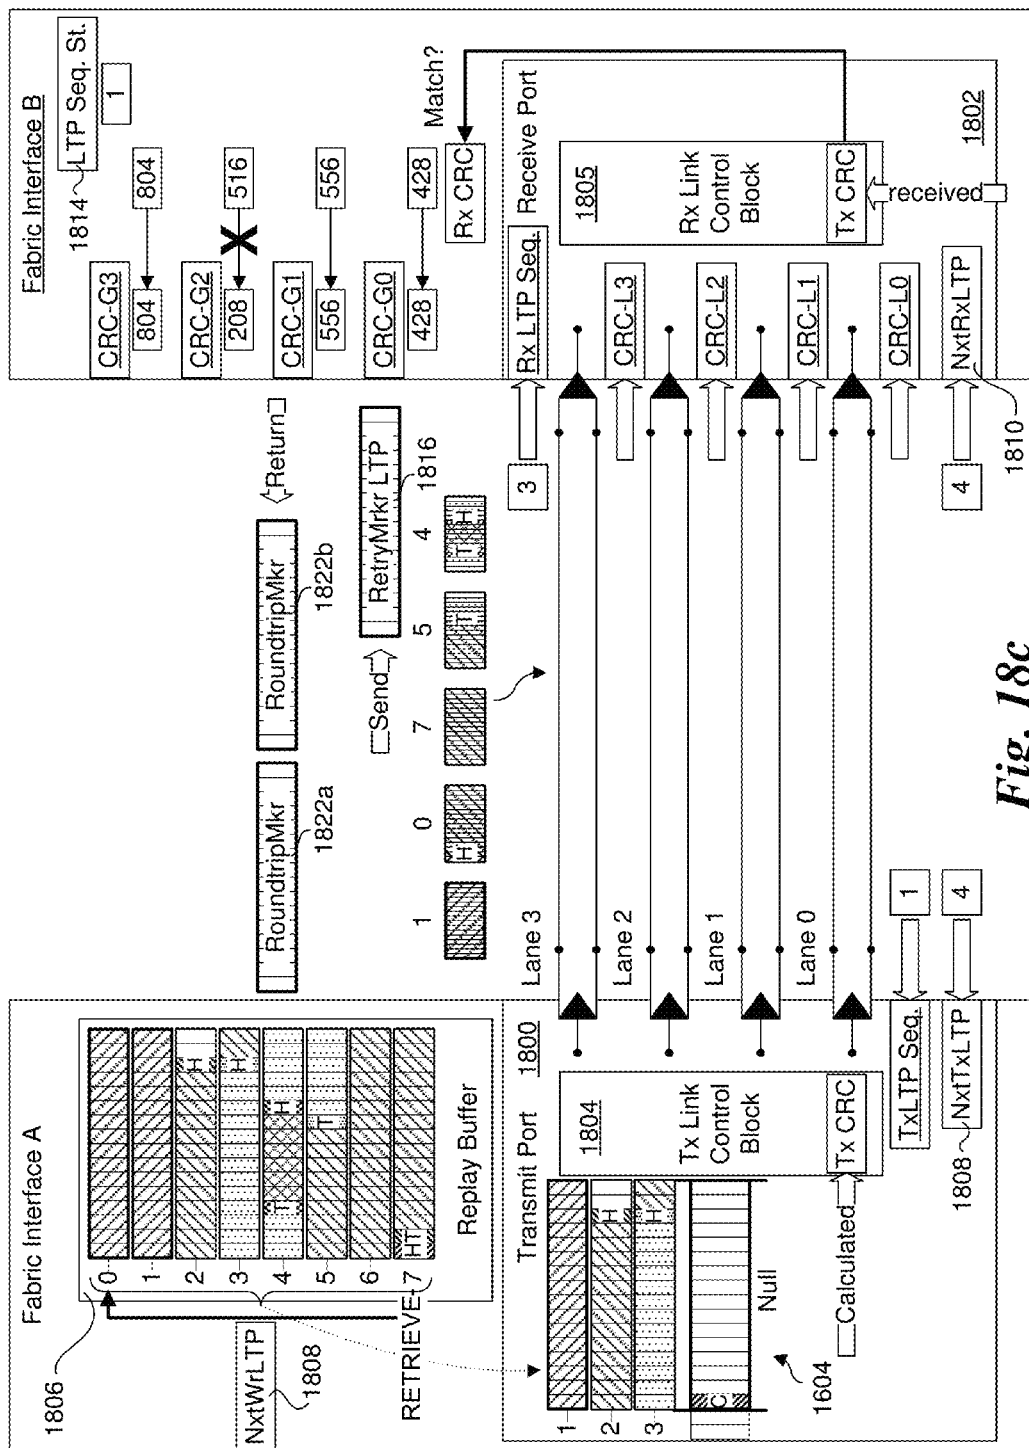 Fabric Interface A
1806
NxtWrLTP
1808
RETRIEVE
0
1
2
H
3
H
4
T
H
5
T
6
7
HT
Replay Buffer
RoundtripMkr
1822a
RoundtripMkr
1822b
Return
Send
RetryMrkr LTP
1816
1
0
H
7
5
T
4
T
H
Fabric Interface B
1814
LTP Seq. St.
1
CRC-G3
804
804
CRC-G2
208
516
CRC-G1
556
556
CRC-G0
428
428
Match?
Rx CRC
Transmit Port
1800
1
2
H
3
H
C
Null
1604
1804
Tx Link
Control
Block
Tx CRC
Calculated
Lane 3
Lane 2
Lane 1
Lane 0
TxLTP Seq.
1
1808
NxtTxLTP
4
3
Rx LTP Seq.
Receive Port
CRC-L3
CRC-L2
CRC-L1
CRC-L0
4
NxtRxLTP
1810
1805
Rx Link
Control
Block
Tx CRC
received
1802
Fig. 18c